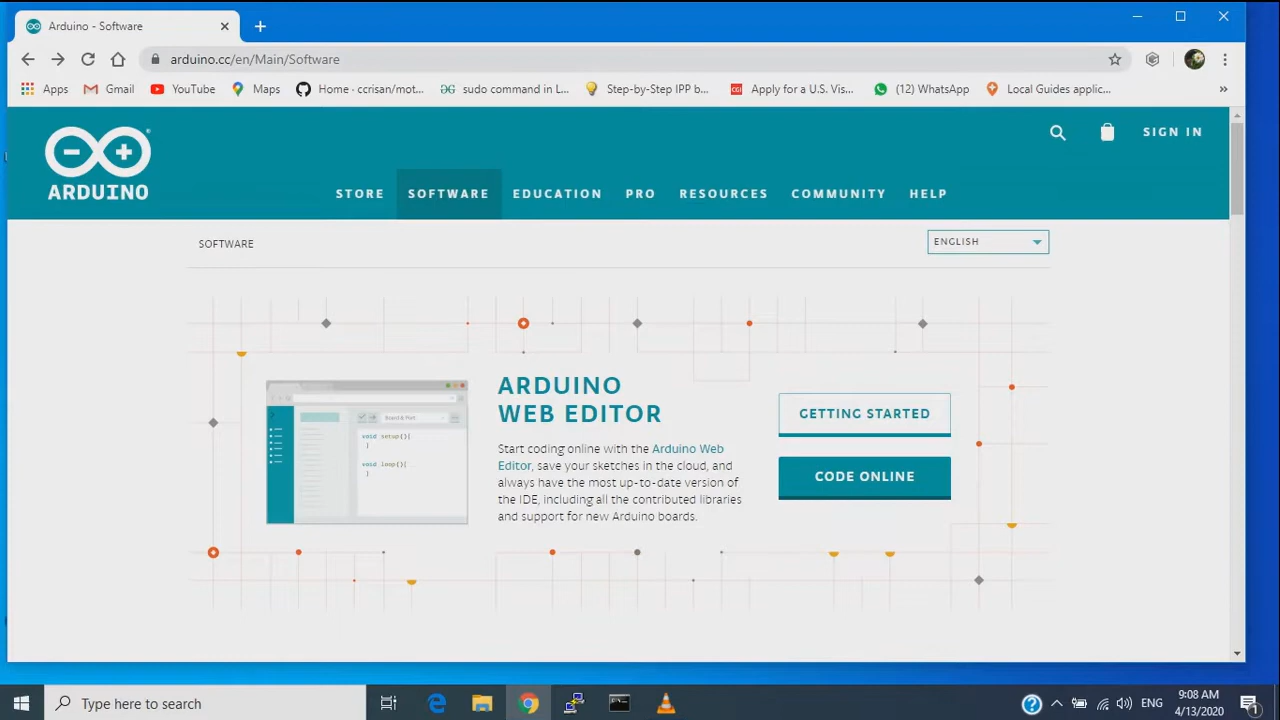 Arduino - Software
arduino.cc/en/Main/Software
Apps
Gmail
YouTube
Maps
Home · ccrisan/mot...
sudo command in L...
Step-by-Step IPP b...
Apply for a U.S. Vis...
(12) WhatsApp
Local Guides applic...
»
SIGN IN
ARDUINO
STORE
SOFTWARE
EDUCATION
PRO
RESOURCES
COMMUNITY
HELP
SOFTWARE
ENGLISH
ARDUINO
WEB EDITOR
Start coding online with the Arduino Web
Editor, save your sketches in the cloud, and
always have the most up-to-date version of
the IDE, including all the contributed libraries
and support for new Arduino boards.
Board & Port
void setup(){
}
void loop(){
}
GETTING STARTED
CODE ONLINE
Type here to search
ENG
9:08 AM
4/13/2020
1